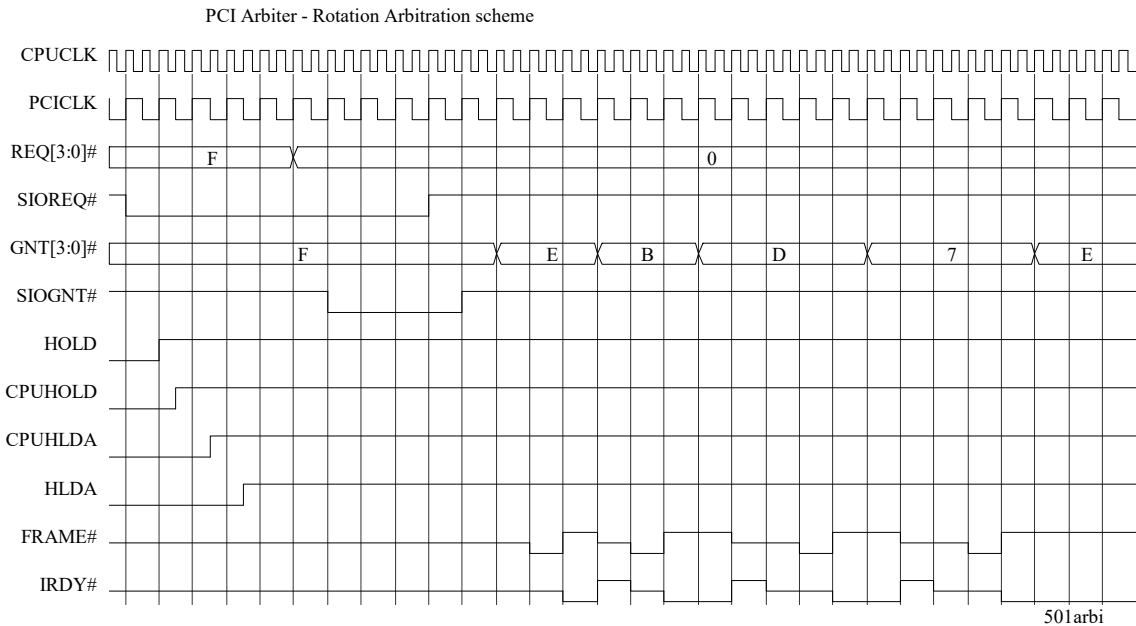 PCI Arbiter - Rotation Arbitration scheme
CPUCLK
PCICLK
REQ[3:0]# F 0
SIOREQ#
GNT[3:0]# F E B D 7 E
SIOGNT#
HOLD
CPUHOLD
CPUHLDA
HLDA
FRAME#
IRDY#
501arbi